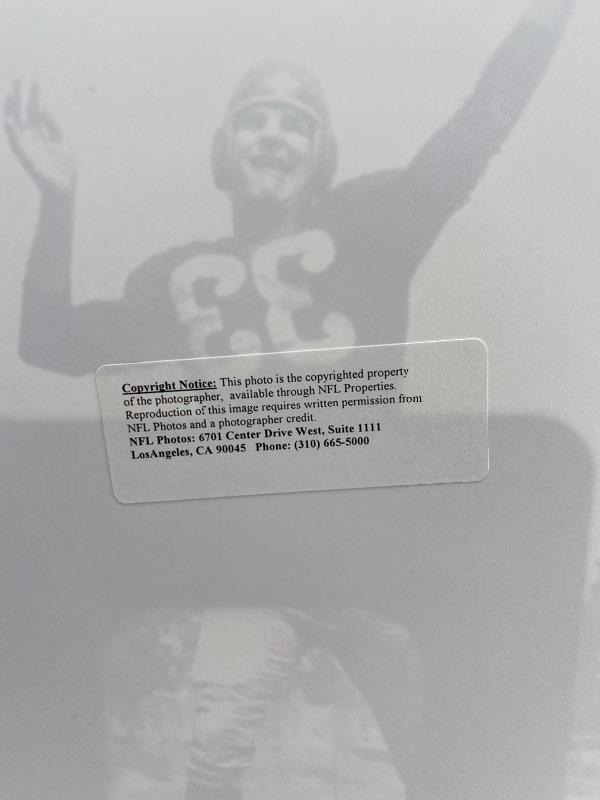 33
Copyright Notice: This photo is the copyrighted property
of the photographer, available through NFL Properties.
Reproduction of this image requires written permission from
NFL Photos and a photographer credit.
NFL Photos: 6701 Center Drive West, Suite 1111
LosAngeles, CA 90045 Phone: (310) 665-5000